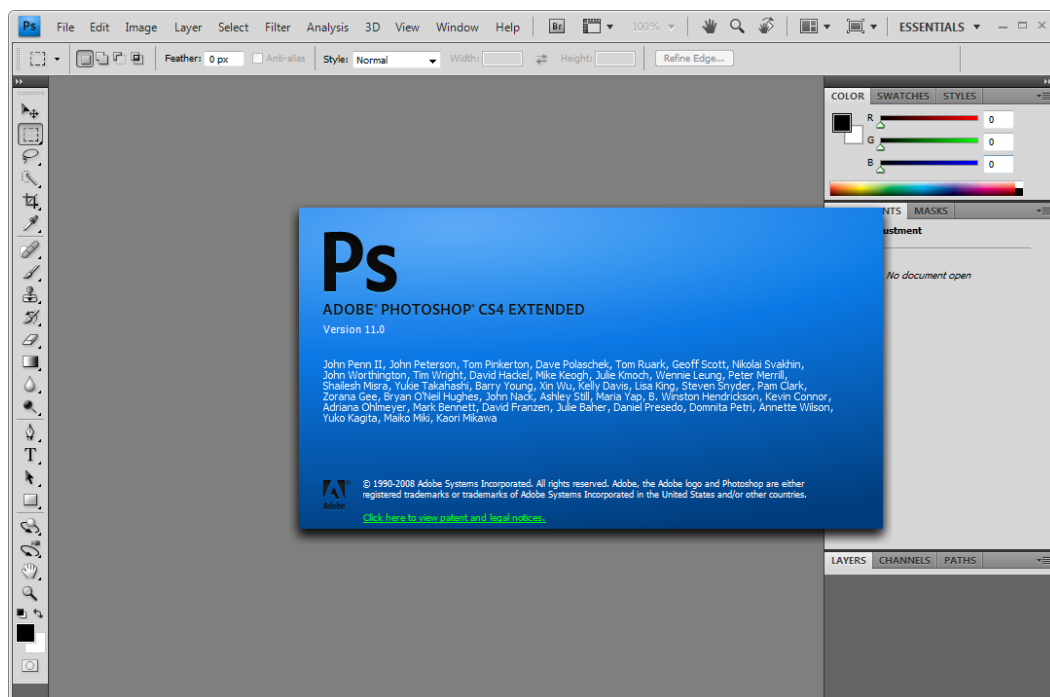 Ps File Edit Image Layer Select Filter Analysis 3D View Window Help Br 100% ESSENTIALS
Feather: 0 px Anti-alias Style: Normal Width: Height: Refine Edge...
COLOR SWATCHES STYLES
R 0
G 0
B 0
NTS MASKS
ustment
No document open
Ps
ADOBE® PHOTOSHOP® CS4 EXTENDED
Version 11.0
John Penn II, John Peterson, Tom Pinkerton, Dave Polaschek, Tom Ruark, Geoff Scott, Nikolai Svakhin,
John Worthington, Tim Wright, David Hackel, Mike Keogh, Julie Kmoch, Wennie Leung, Peter Merrill,
Shailesh Misra, Yukie Takahashi, Barry Young, Xin Wu, Kelly Davis, Lisa King, Steven Snyder, Pam Clark,
Zorana Gee, Bryan O'Neil Hughes, John Nack, Ashley Still, Maria Yap, B. Winston Hendrickson, Kevin Connor,
Adriana Ohlmeyer, Mark Bennett, David Franzen, Julie Baher, Daniel Presedo, Domnita Petri, Annette Wilson,
Yuko Kagita, Maiko Miki, Kaori Mikawa
Adobe
© 1990-2008 Adobe Systems Incorporated. All rights reserved. Adobe, the Adobe logo and Photoshop are either
registered trademarks or trademarks of Adobe Systems Incorporated in the United States and/or other countries.
Click here to view patent and legal notices.
LAYERS CHANNELS PATHS